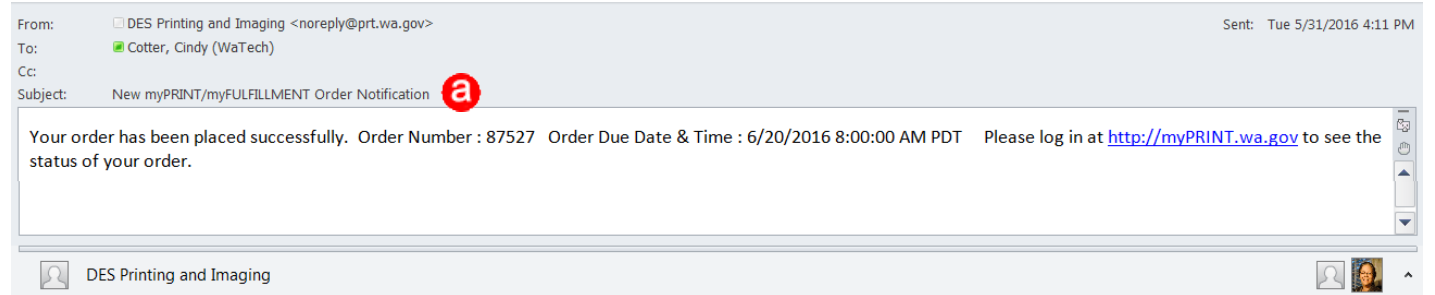 From: DES Printing and Imaging <noreply@prt.wa.gov> Sent: Tue 5/31/2016 4:11 PM
To: Cotter, Cindy (WaTech)
Cc:
Subject: New myPRINT/myFULFILLMENT Order Notification a
Your order has been placed successfully. Order Number : 87527 Order Due Date & Time : 6/20/2016 8:00:00 AM PDT Please log in at http://myPRINT.wa.gov to see the
status of your order.
DES Printing and Imaging